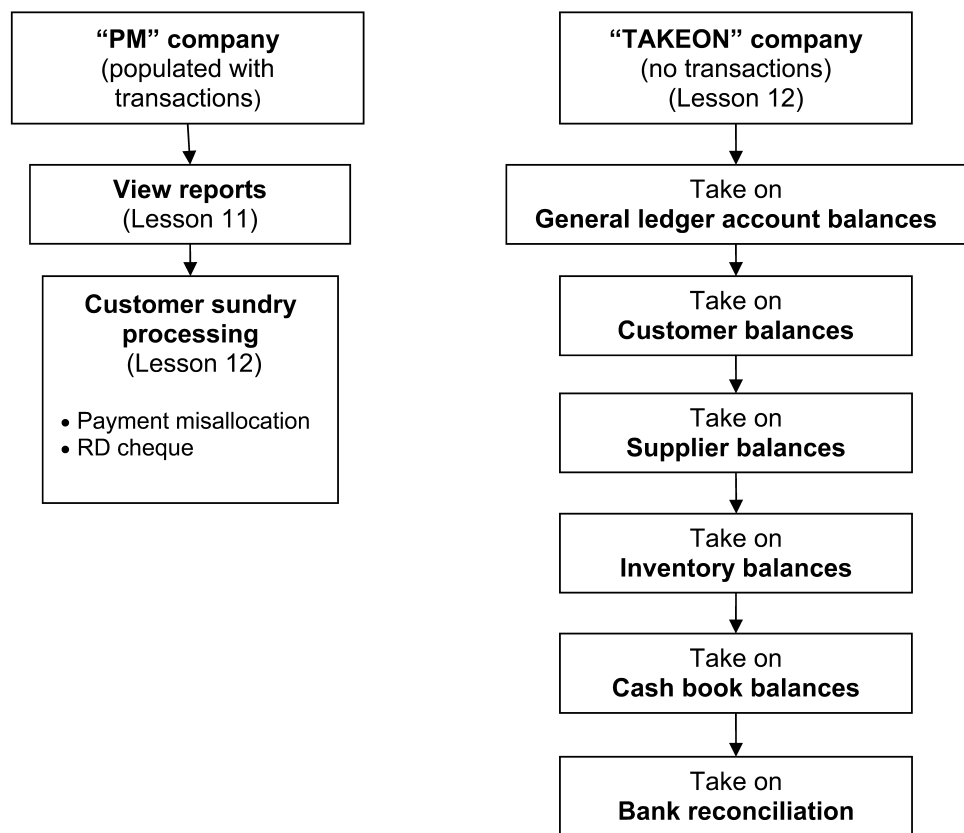 “PM” company
(populated with
transactions)
View reports
(Lesson 11)
Customer sundry
processing
(Lesson 12)
• Payment misallocation
• RD cheque
“TAKEON” company
(no transactions)
(Lesson 12)
Take on
General ledger account balances
Take on
Customer balances
Take on
Supplier balances
Take on
Inventory balances
Take on
Cash book balances
Take on
Bank reconciliation